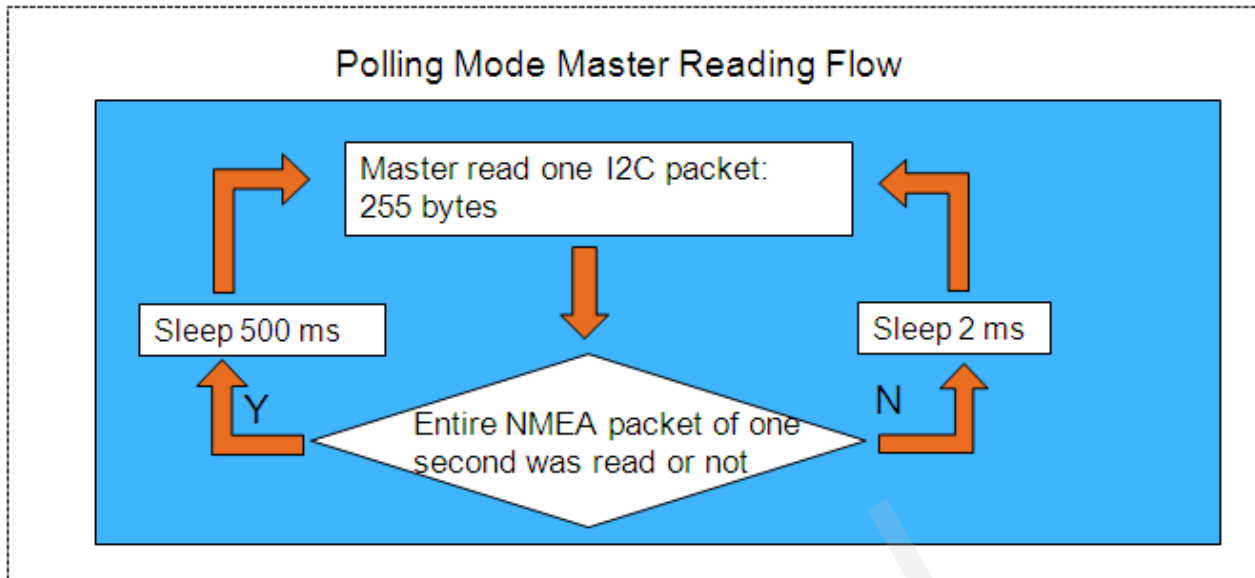 Polling Mode Master Reading Flow
Master read one I2C packet:
255 bytes
Sleep 500 ms
Sleep 2 ms
Y
N
Entire NMEA packet of one
second was read or not